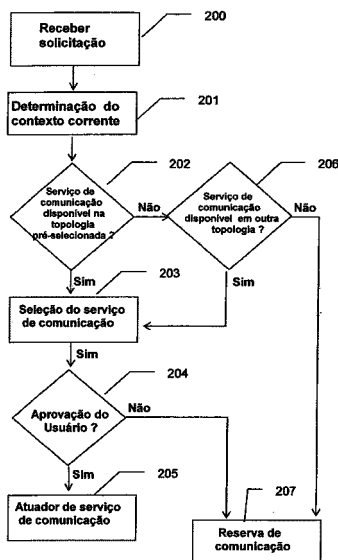 200
Receber
solicitação
201
Determinação do
contexto corrente
202
206
Serviço de
comunicação
disponível na
topologia
pré-selecionada ?
Não
Serviço de
comunicação
disponível em outra
topologia ?
Não
Sim
203
Sim
Seleção do serviço
de comunicação
Sim
204
Aprovação do
Usuário ?
Não
Sim
205
207
Atuador de serviço
de comunicação
Reserva de
comunicação